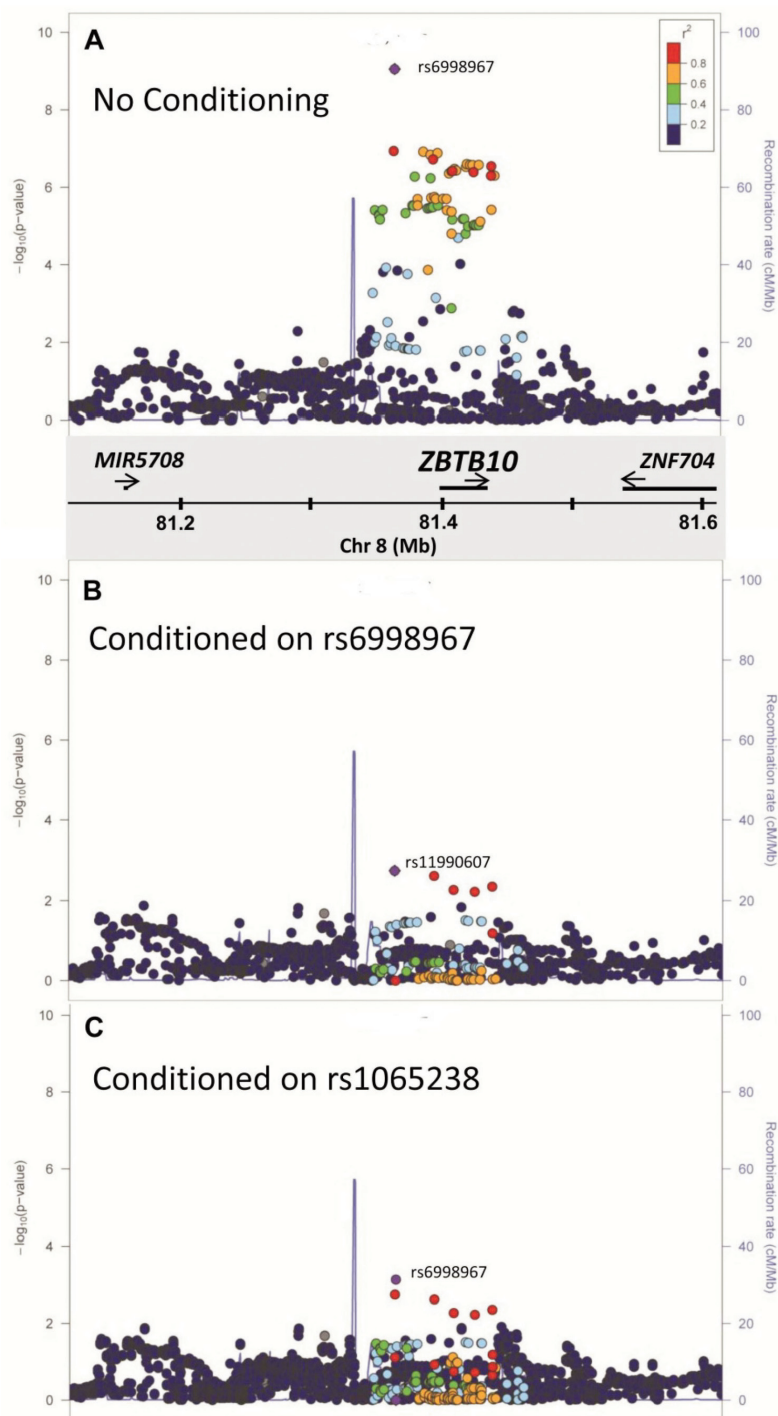 A
No Conditioning
rs6998967
r²
0.8
0.6
0.4
0.2
10
8
6
4
2
0
−log₁₀(p−value)
100
80
60
40
20
0
Recombination rate (cM/Mb)
MIR5708
ZBTB10
ZNF704
81.2
81.4
81.6
Chr 8 (Mb)
B
Conditioned on rs6998967
rs11990607
10
8
6
4
2
0
−log₁₀(p−value)
100
80
60
40
20
0
Recombination rate (cM/Mb)
C
Conditioned on rs1065238
rs6998967
10
8
6
4
2
0
−log₁₀(p−value)
100
80
60
40
20
0
Recombination rate (cM/Mb)